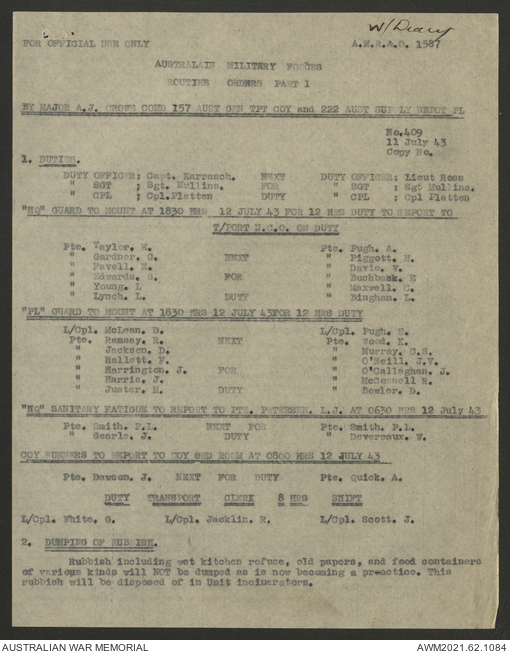 W/Diary
FOR OFFICIAL USE ONLY A.M.R.&O. 1587
AUSTRALAIN MILITARY FORCES
ROUTINE ORDERS PART 1
BY MAJOR A.J. CROWE COMD 157 AUST GEN TPT COY and 222 AUST SUPPLY DEPOT PL
No.409
11 July 43
Copy No.
1. DUTIES.
DUTY OFFICER; Capt. Karrasch. NEXT DUTY OFFICER; Lieut Ross
" SGT ; Sgt. Mullins. FOR " SGT ; Sgt Mullins.
" CPL ; Cpl.Flatten DUTY " CPL ; Cpl Flatten
"HQ" GUARD TO MOUNT AT 1830 HRS 12 JULY 43 FOR 12 HRS DUTY TO REPORT TO
T/PORT N.C.O. ON DUTY
Pte. Taylor, H. Pte. Pugh, A.
" Gardner, G. NEXT " Piggott, N.
" Favell, E. " Davie, W.
" Edwards, G. FOR " Buchback, E
" Young, L " Maxwell, C.
" Lynch, L. DUTY " Bingham, L.
"PL" GUARD TO MOUNT AT 1830 HRS 12 JULY 43FOR 12 HRS DUTY
L/Cpl. McLean, D. L/Cpl. Pugh, H.
Pte. Ramsay, R. NEXT Pte. Wood, K.
" Jackson, D. " Murray, C.S.
" Hallett, F. " O'Neill, J.V.
" Harrington, J. FOR " O'Callaghan, J.
" Harris, J. " McConnell R.
" Juster, M. DUTY " Bowler, D.
"HQ" SANITARY FATIGUE TO REPORT TO PTE. PETERSEN, L.J. AT 0630 HRS 12 July 43
Pte. Smith. P.L. NEXT FOR Pte. Smith. P.L.
" Searle, J. DUTY " Devereaux, W.
COY RUNNERS TO REPORT TO COY ORD ROOM AT 0800 HRS 12 JULY 43
Pte. Dawson, J. NEXT FOR DUTY Pte. Quick, A.
DUTY TRANSPORT CLERK 8 HRS SHIFT
L/Cpl. White, G. L/Cpl. Jacklin, R. L/Cpl. Scott, J.
2. DUMPING OF RUBBISH.
Rubbish including wet kitchen refuse, old papers, and food containers
of various kinds will NOT be dumped as is now becoming a preactice. This
rubbish will be disposed of in Unit incinerators.
AUSTRALIAN WAR MEMORIAL AWM2021.62.1084